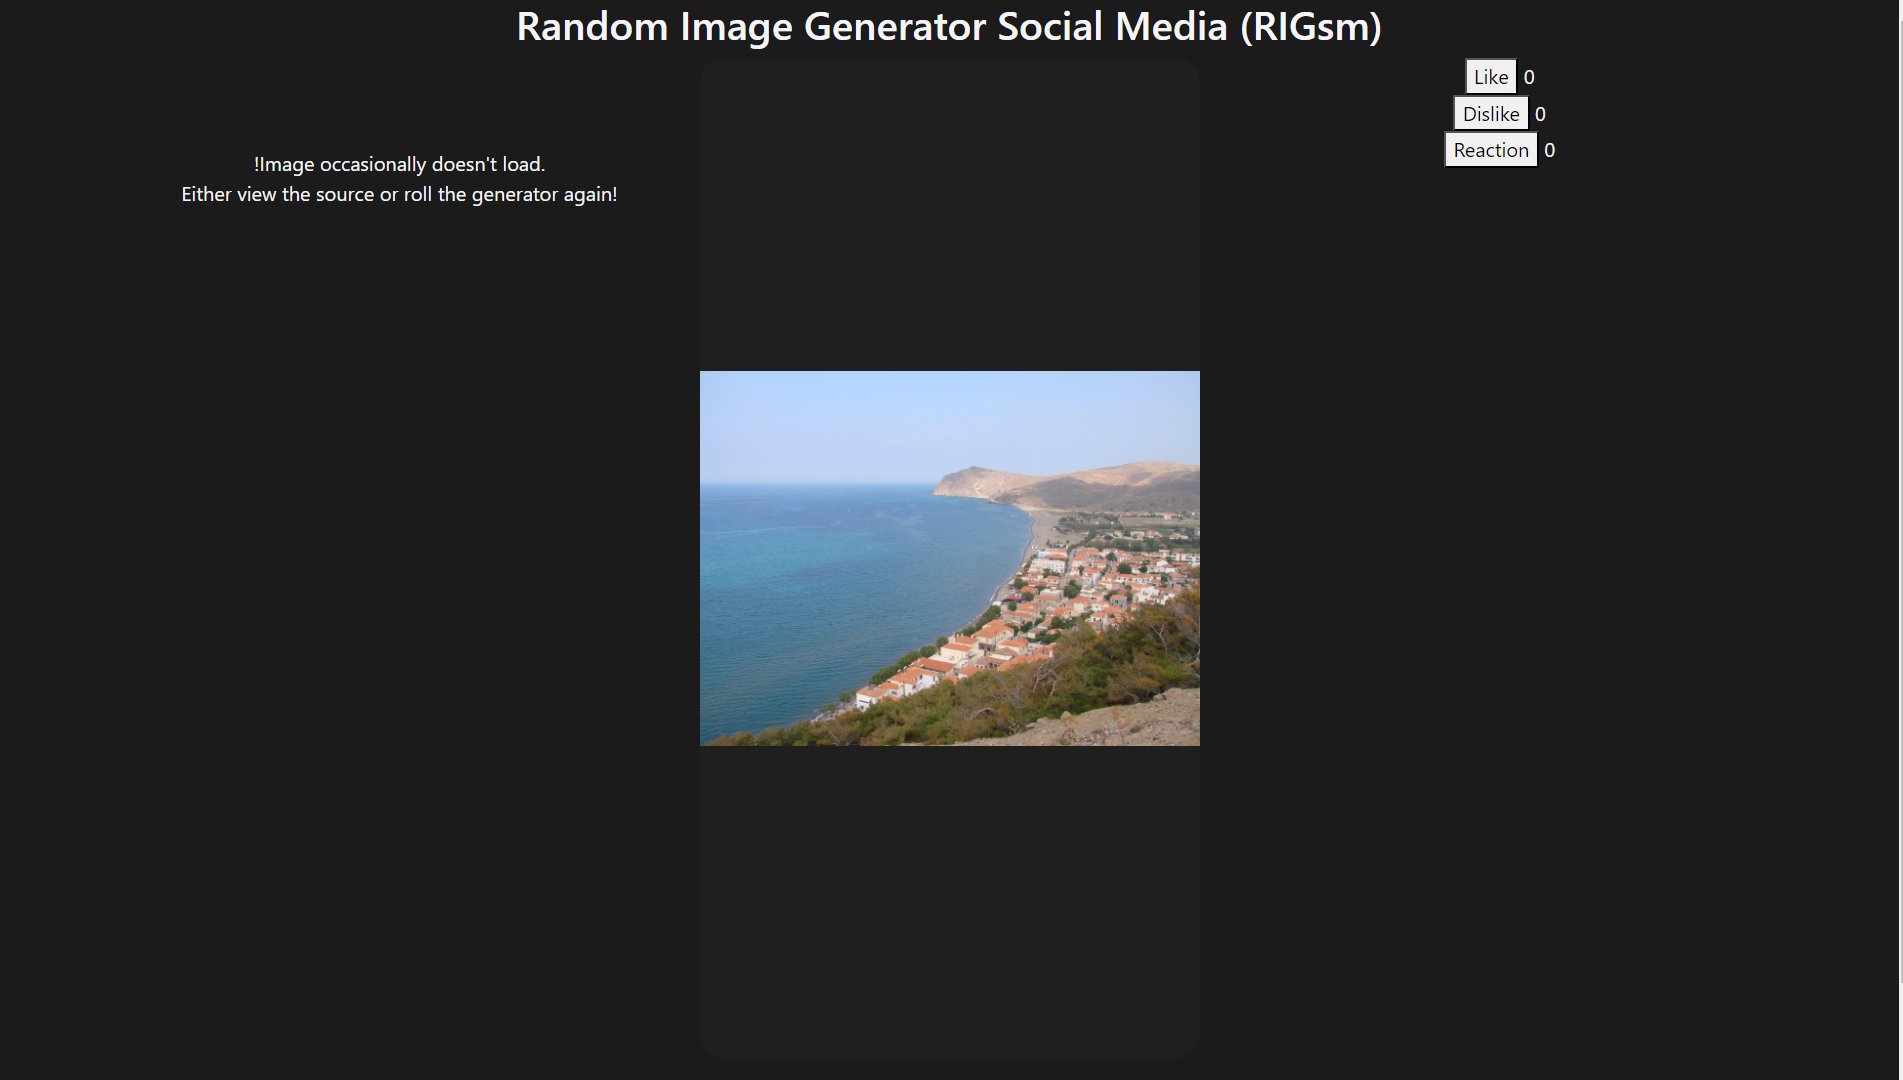 Random Image Generator Social Media (RIGsm)
!Image occasionally doesn't load.
Either view the source or roll the generator again!
Like 0
Dislike 0
Reaction 0